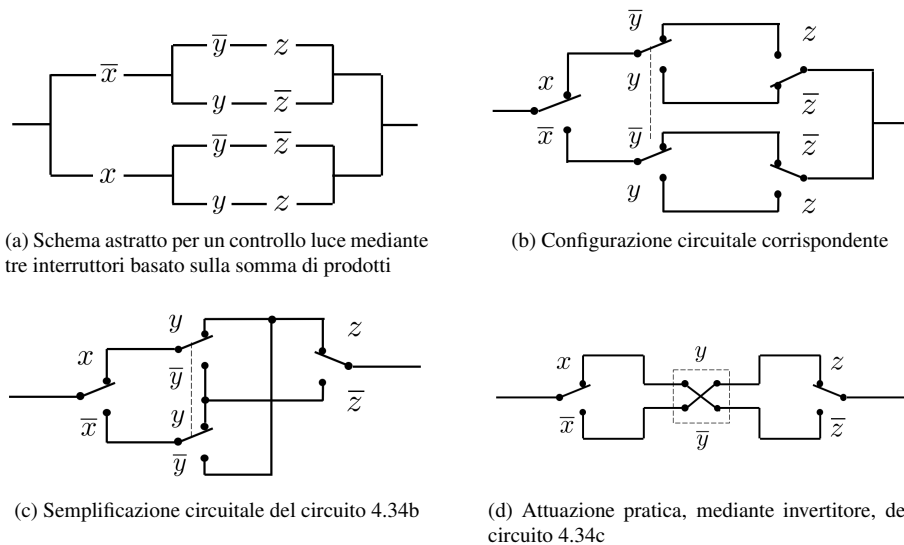 y̅ z
x̅
y z̅
y̅ z̅
x
y z
(a) Schema astratto per un controllo luce mediante
tre interruttori basato sulla somma di prodotti
y̅ z
x y z̅
x̅ y̅ z̅
y z
(b) Configurazione circuitale corrispondente
y z
x y̅
x̅ y z̅
y̅
(c) Semplificazione circuitale del circuito 4.34b
x y z
x̅ y̅ z̅
(d) Attuazione pratica, mediante invertitore, de
circuito 4.34c